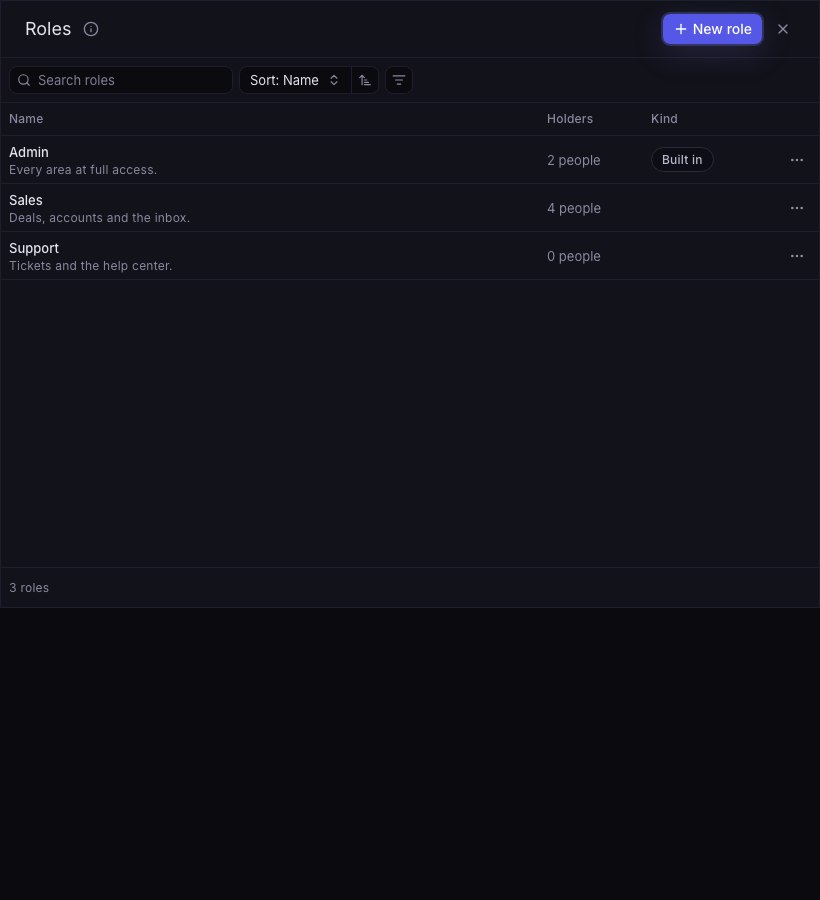 Roles
New role
Search roles
Sort: Name
Name Holders Kind
Admin
Every area at full access.
2 people
Built in
Sales
Deals, accounts and the inbox.
4 people
Support
Tickets and the help center.
0 people
3 roles